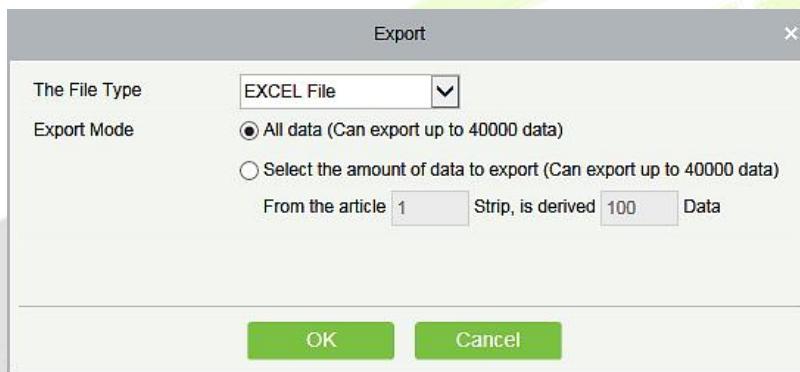 Export
The File Type EXCEL File
Export Mode All data (Can export up to 40000 data)
Select the amount of data to export (Can export up to 40000 data)
From the article 1 Strip, is derived 100 Data
OK Cancel